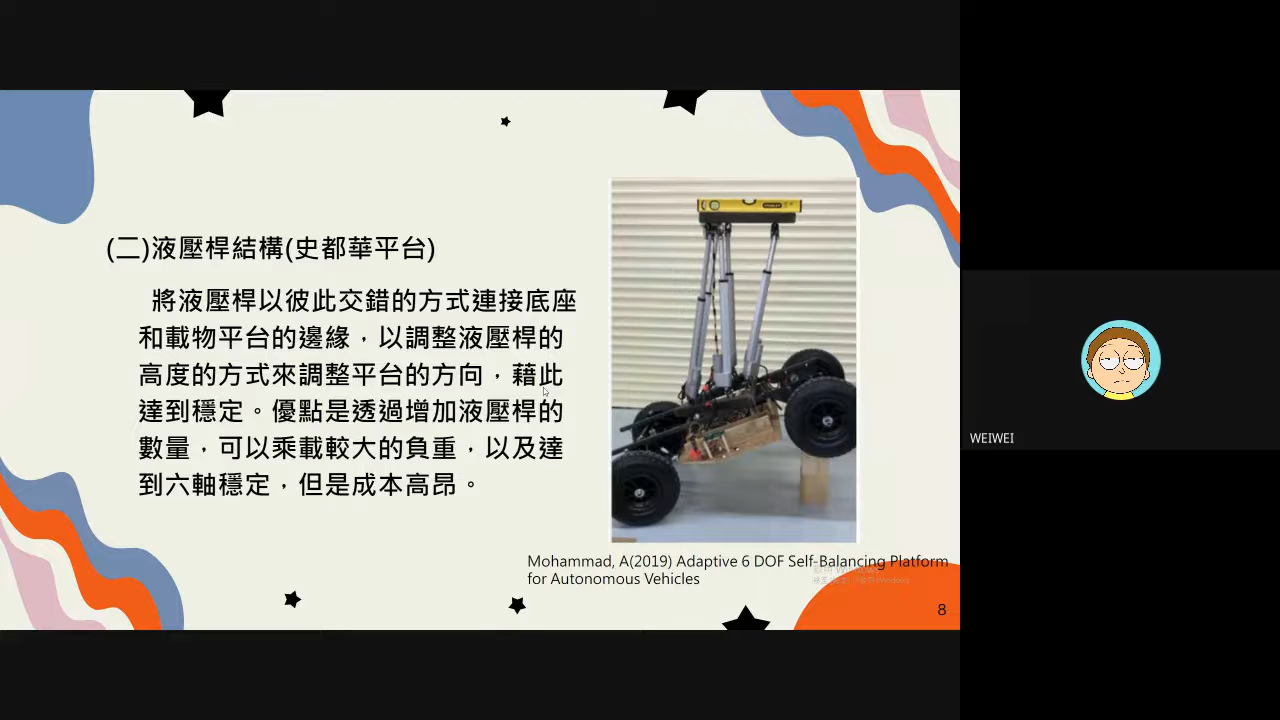 (二)液壓桿結構(史都華平台)
將液壓桿以彼此交錯的方式連接底座
和載物平台的邊緣，以調整液壓桿的
高度的方式來調整平台的方向，藉此
達到穩定。優點是透過增加液壓桿的
數量，可以乘載較大的負重，以及達
到六軸穩定，但是成本高昂。
Mohammad, A(2019) Adaptive 6 DOF Self-Balancing Platform
for Autonomous Vehicles
8
WEIWEI